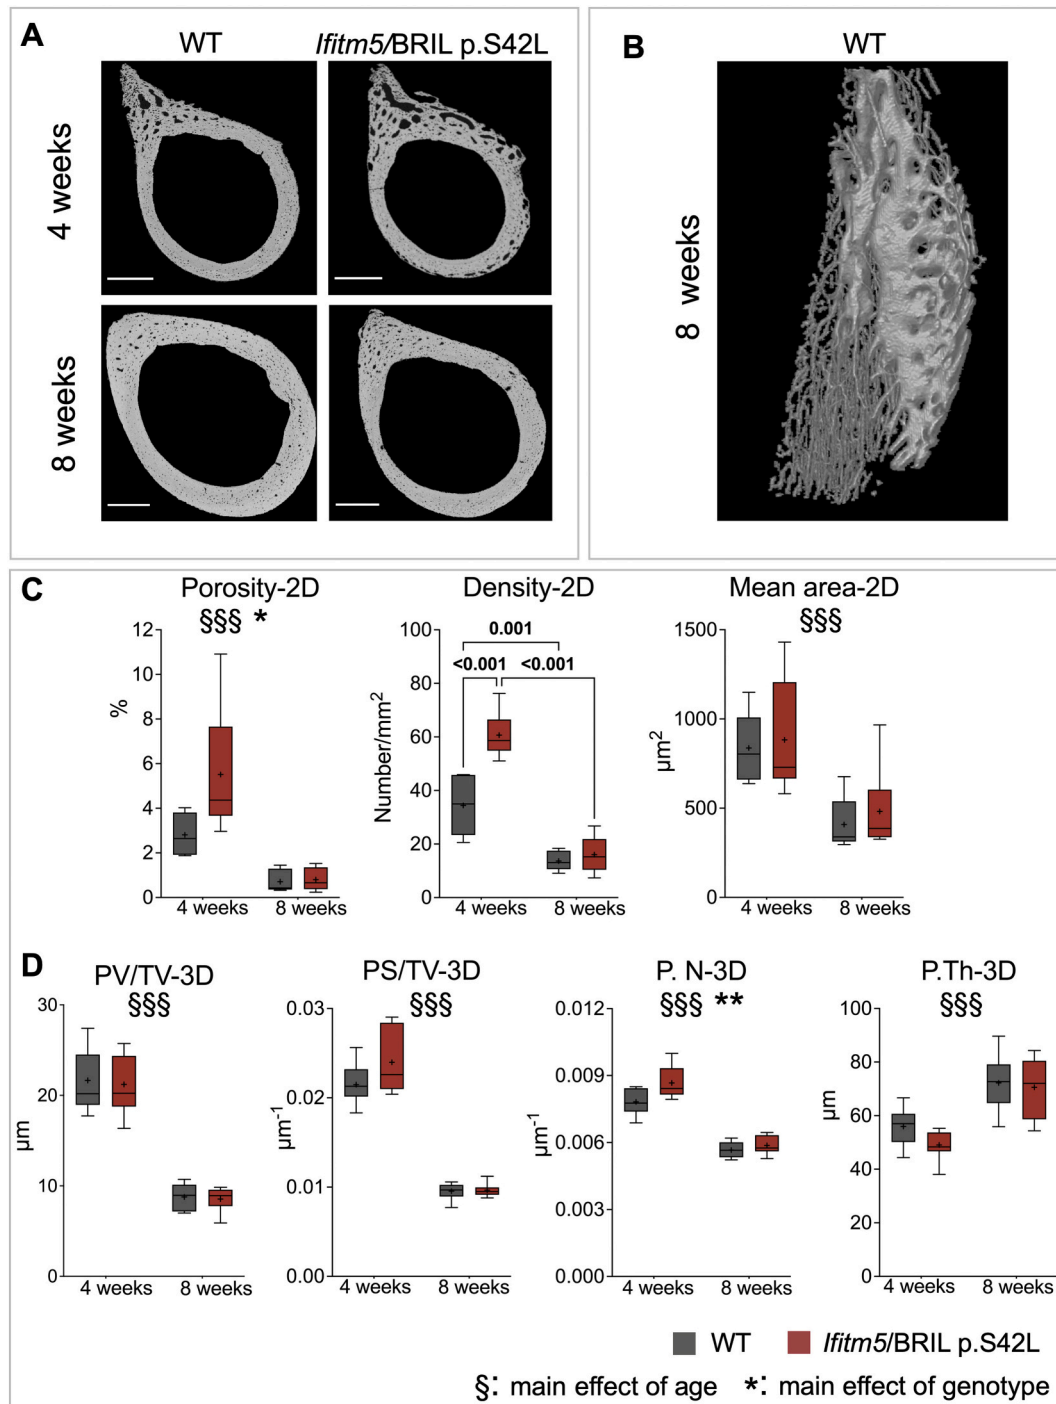 A
WT
Ifitm5/BRIL p.S42L
4 weeks
8 weeks
B
WT
8 weeks
C
Porosity-2D
§§§ *
%
12
10
8
6
4
2
0
4 weeks
8 weeks
Density-2D
Number/mm²
100
80
60
40
20
0
0.001
<0.001
<0.001
4 weeks
8 weeks
Mean area-2D
§§§
µm²
1500
1000
500
0
4 weeks
8 weeks
D
PV/TV-3D
§§§
µm
30
20
10
0
4 weeks
8 weeks
PS/TV-3D
§§§
µm⁻¹
0.03
0.02
0.01
0.00
4 weeks
8 weeks
P. N-3D
§§§ **
µm⁻¹
0.012
0.009
0.006
0.003
0.000
4 weeks
8 weeks
P.Th-3D
§§§
µm
100
80
60
40
20
0
4 weeks
8 weeks
WT
Ifitm5/BRIL p.S42L
§: main effect of age *: main effect of genotype